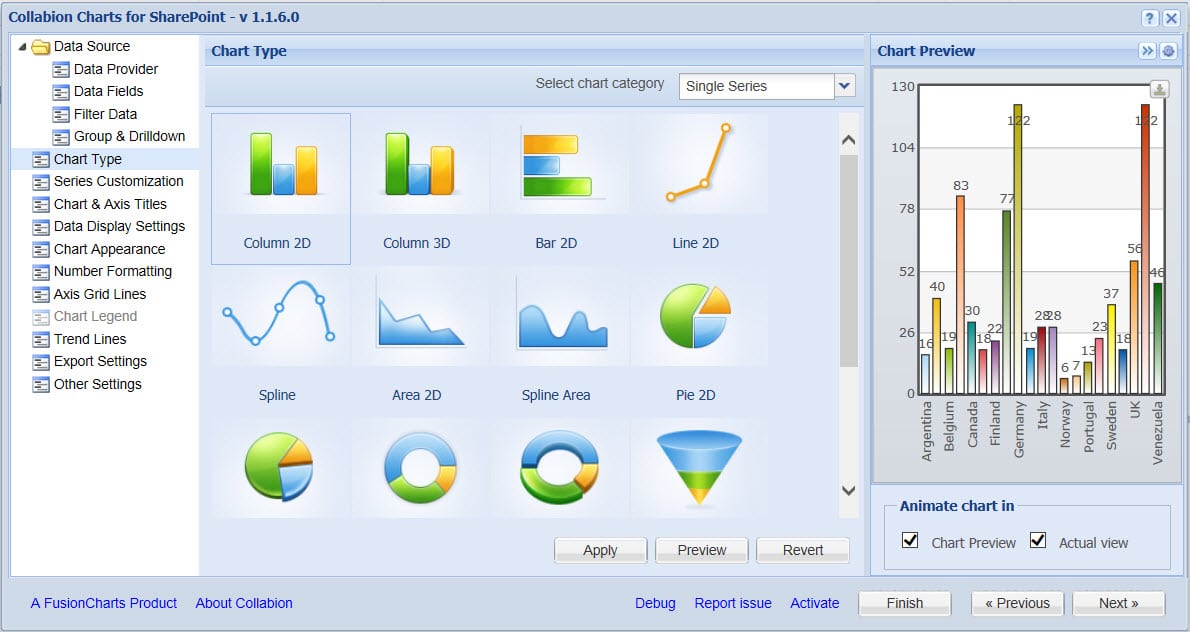 Collabion Charts for SharePoint - v 1.1.6.0
?
Data Source
Data Provider
Data Fields
Filter Data
Group & Drilldown
Chart Type
Series Customization
Chart & Axis Titles
Data Display Settings
Chart Appearance
Number Formatting
Axis Grid Lines
Chart Legend
Trend Lines
Export Settings
Other Settings
Chart Type
Select chart category
Single Series
Column 2D
Column 3D
Bar 2D
Line 2D
Spline
Area 2D
Spline Area
Pie 2D
Apply
Preview
Revert
Chart Preview
130
104
78
52
26
0
16
40
19
83
30
18
22
77
122
19
28
28
6
7
13
23
37
18
56
122
46
Argentina
Belgium
Canada
Finland
Germany
Italy
Norway
Portugal
Sweden
UK
Venezuela
Animate chart in
Chart Preview
Actual view
A FusionCharts Product
About Collabion
Debug
Report issue
Activate
Finish
« Previous
Next »